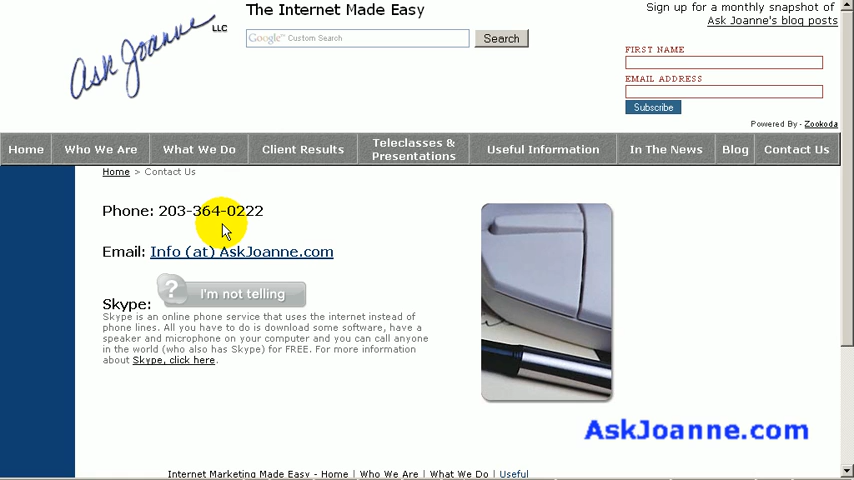 Ask Joanne LLC
The Internet Made Easy
Google™ Custom Search
Search
Sign up for a monthly snapshot of
Ask Joanne's blog posts
FIRST NAME
EMAIL ADDRESS
Subscribe
Powered By - Zookoda
Home
Who We Are
What We Do
Client Results
Teleclasses &
Presentations
Useful Information
In The News
Blog
Contact Us
Home > Contact Us
Phone: 203-364-0222
Email: Info (at) AskJoanne.com
Skype:
? I'm not telling
Skype is an online phone service that uses the internet instead of
phone lines. All you have to do is download some software, have a
speaker and microphone on your computer and you can call anyone
in the world (who also has Skype) for FREE. For more information
about Skype, click here.
AskJoanne.com
Internet Marketing Made Easy - Home | Who We Are | What We Do | Useful